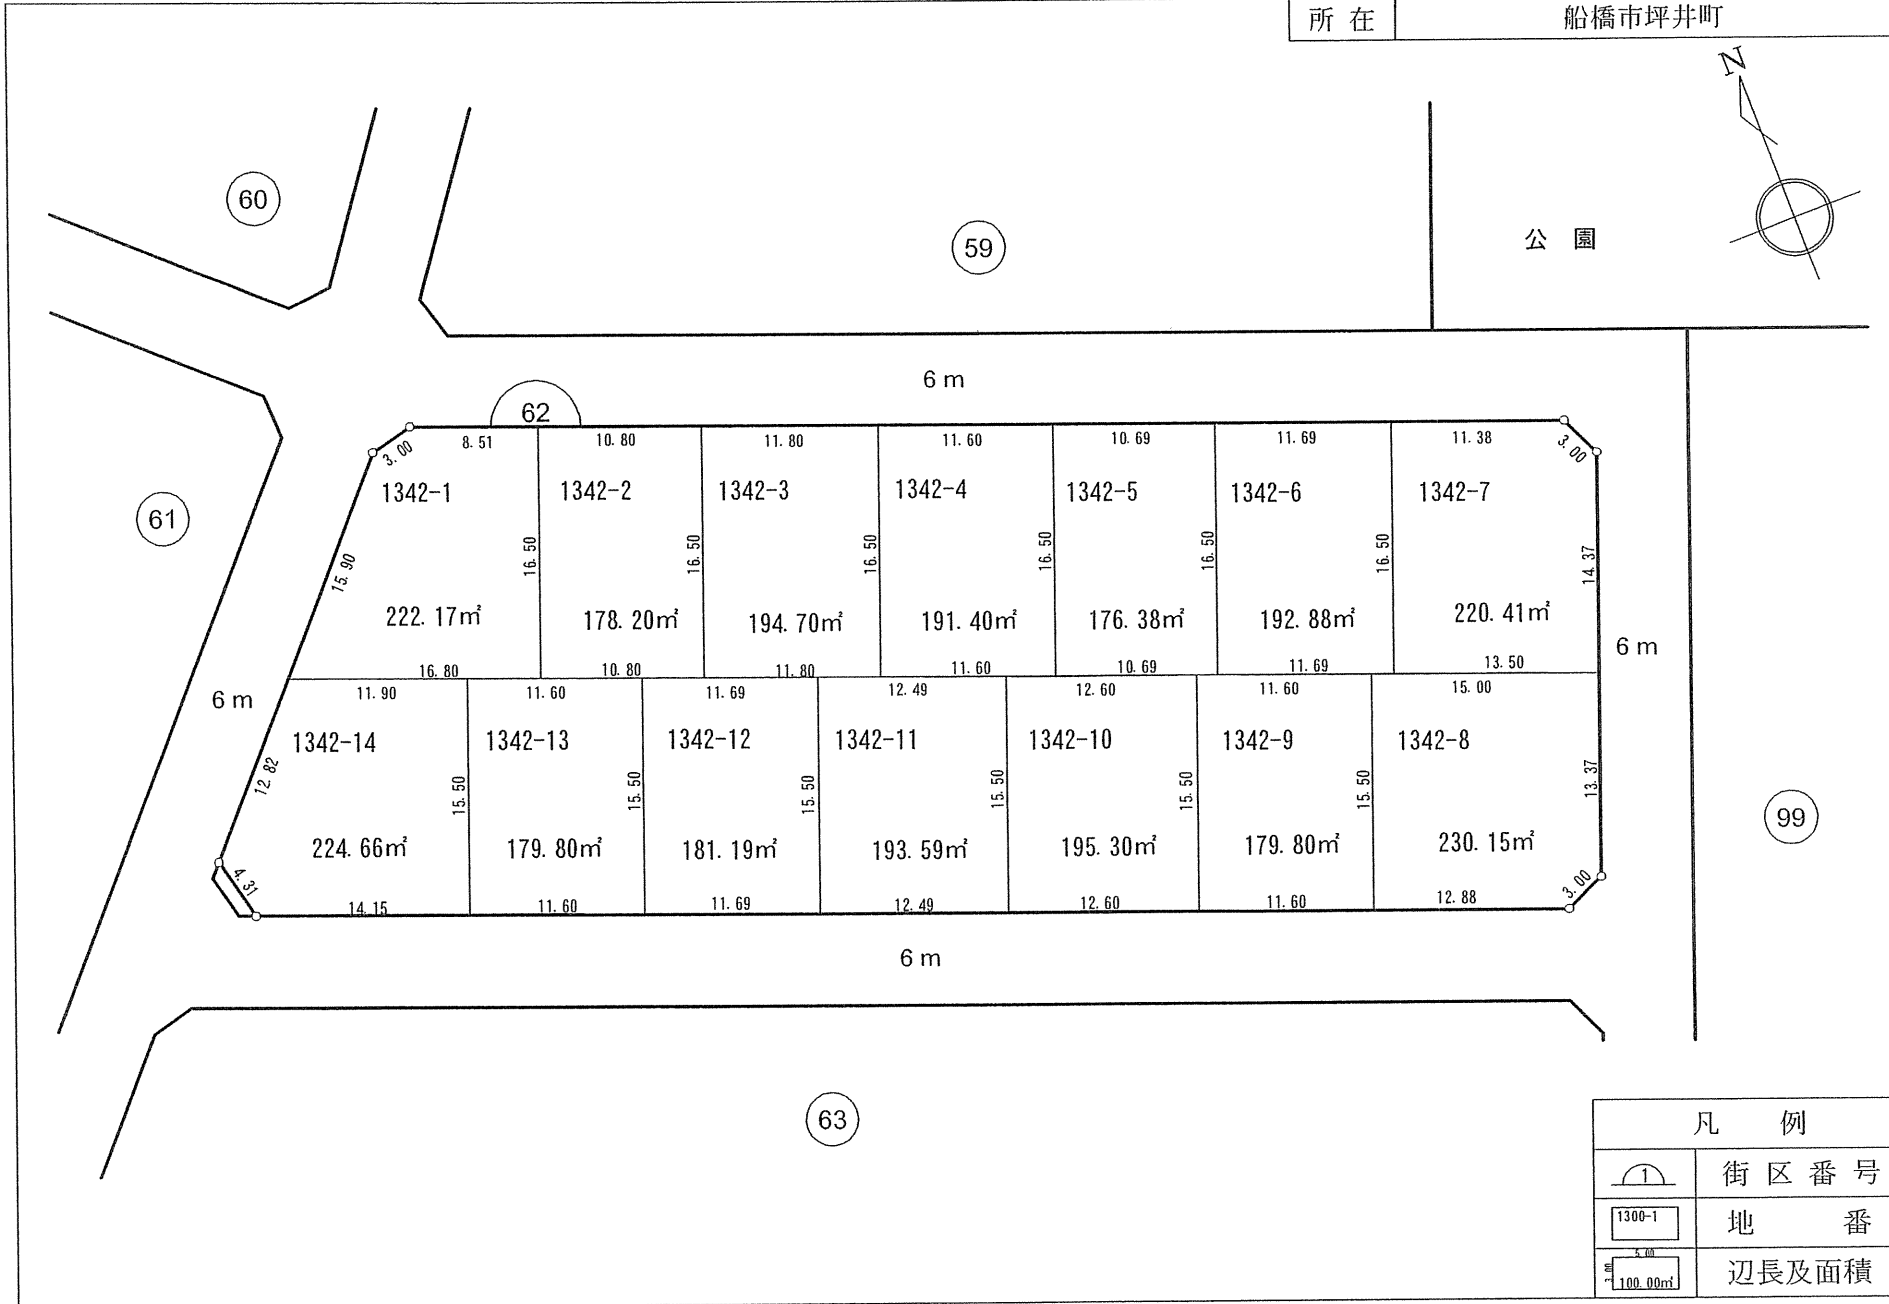 所 在 船橋市坪井町
N
60
59
公 園
6 m
62
8.51 10.80 11.80 11.60 10.69 11.69 11.38
3.00 3.00
1342-1 1342-2 1342-3 1342-4 1342-5 1342-6 1342-7
61
15.90 16.50 16.50 16.50 16.50 16.50 16.50 14.37
222.17㎡ 178.20㎡ 194.70㎡ 191.40㎡ 176.38㎡ 192.88㎡ 220.41㎡
6 m
16.80 10.80 11.80 11.60 10.69 11.69 13.50
6 m
11.90 11.60 11.69 12.49 12.60 11.60 15.00
1342-14 1342-13 1342-12 1342-11 1342-10 1342-9 1342-8
12.82 15.50 15.50 15.50 15.50 15.50 15.50 13.37
99
224.66㎡ 179.80㎡ 181.19㎡ 193.59㎡ 195.30㎡ 179.80㎡ 230.15㎡
4.31 3.00
14.15 11.60 11.69 12.49 12.60 11.60 12.88
6 m
63
凡 例
1 街 区 番 号
1300-1 地 番
5.00
3.00 100.00㎡ 辺長及面積